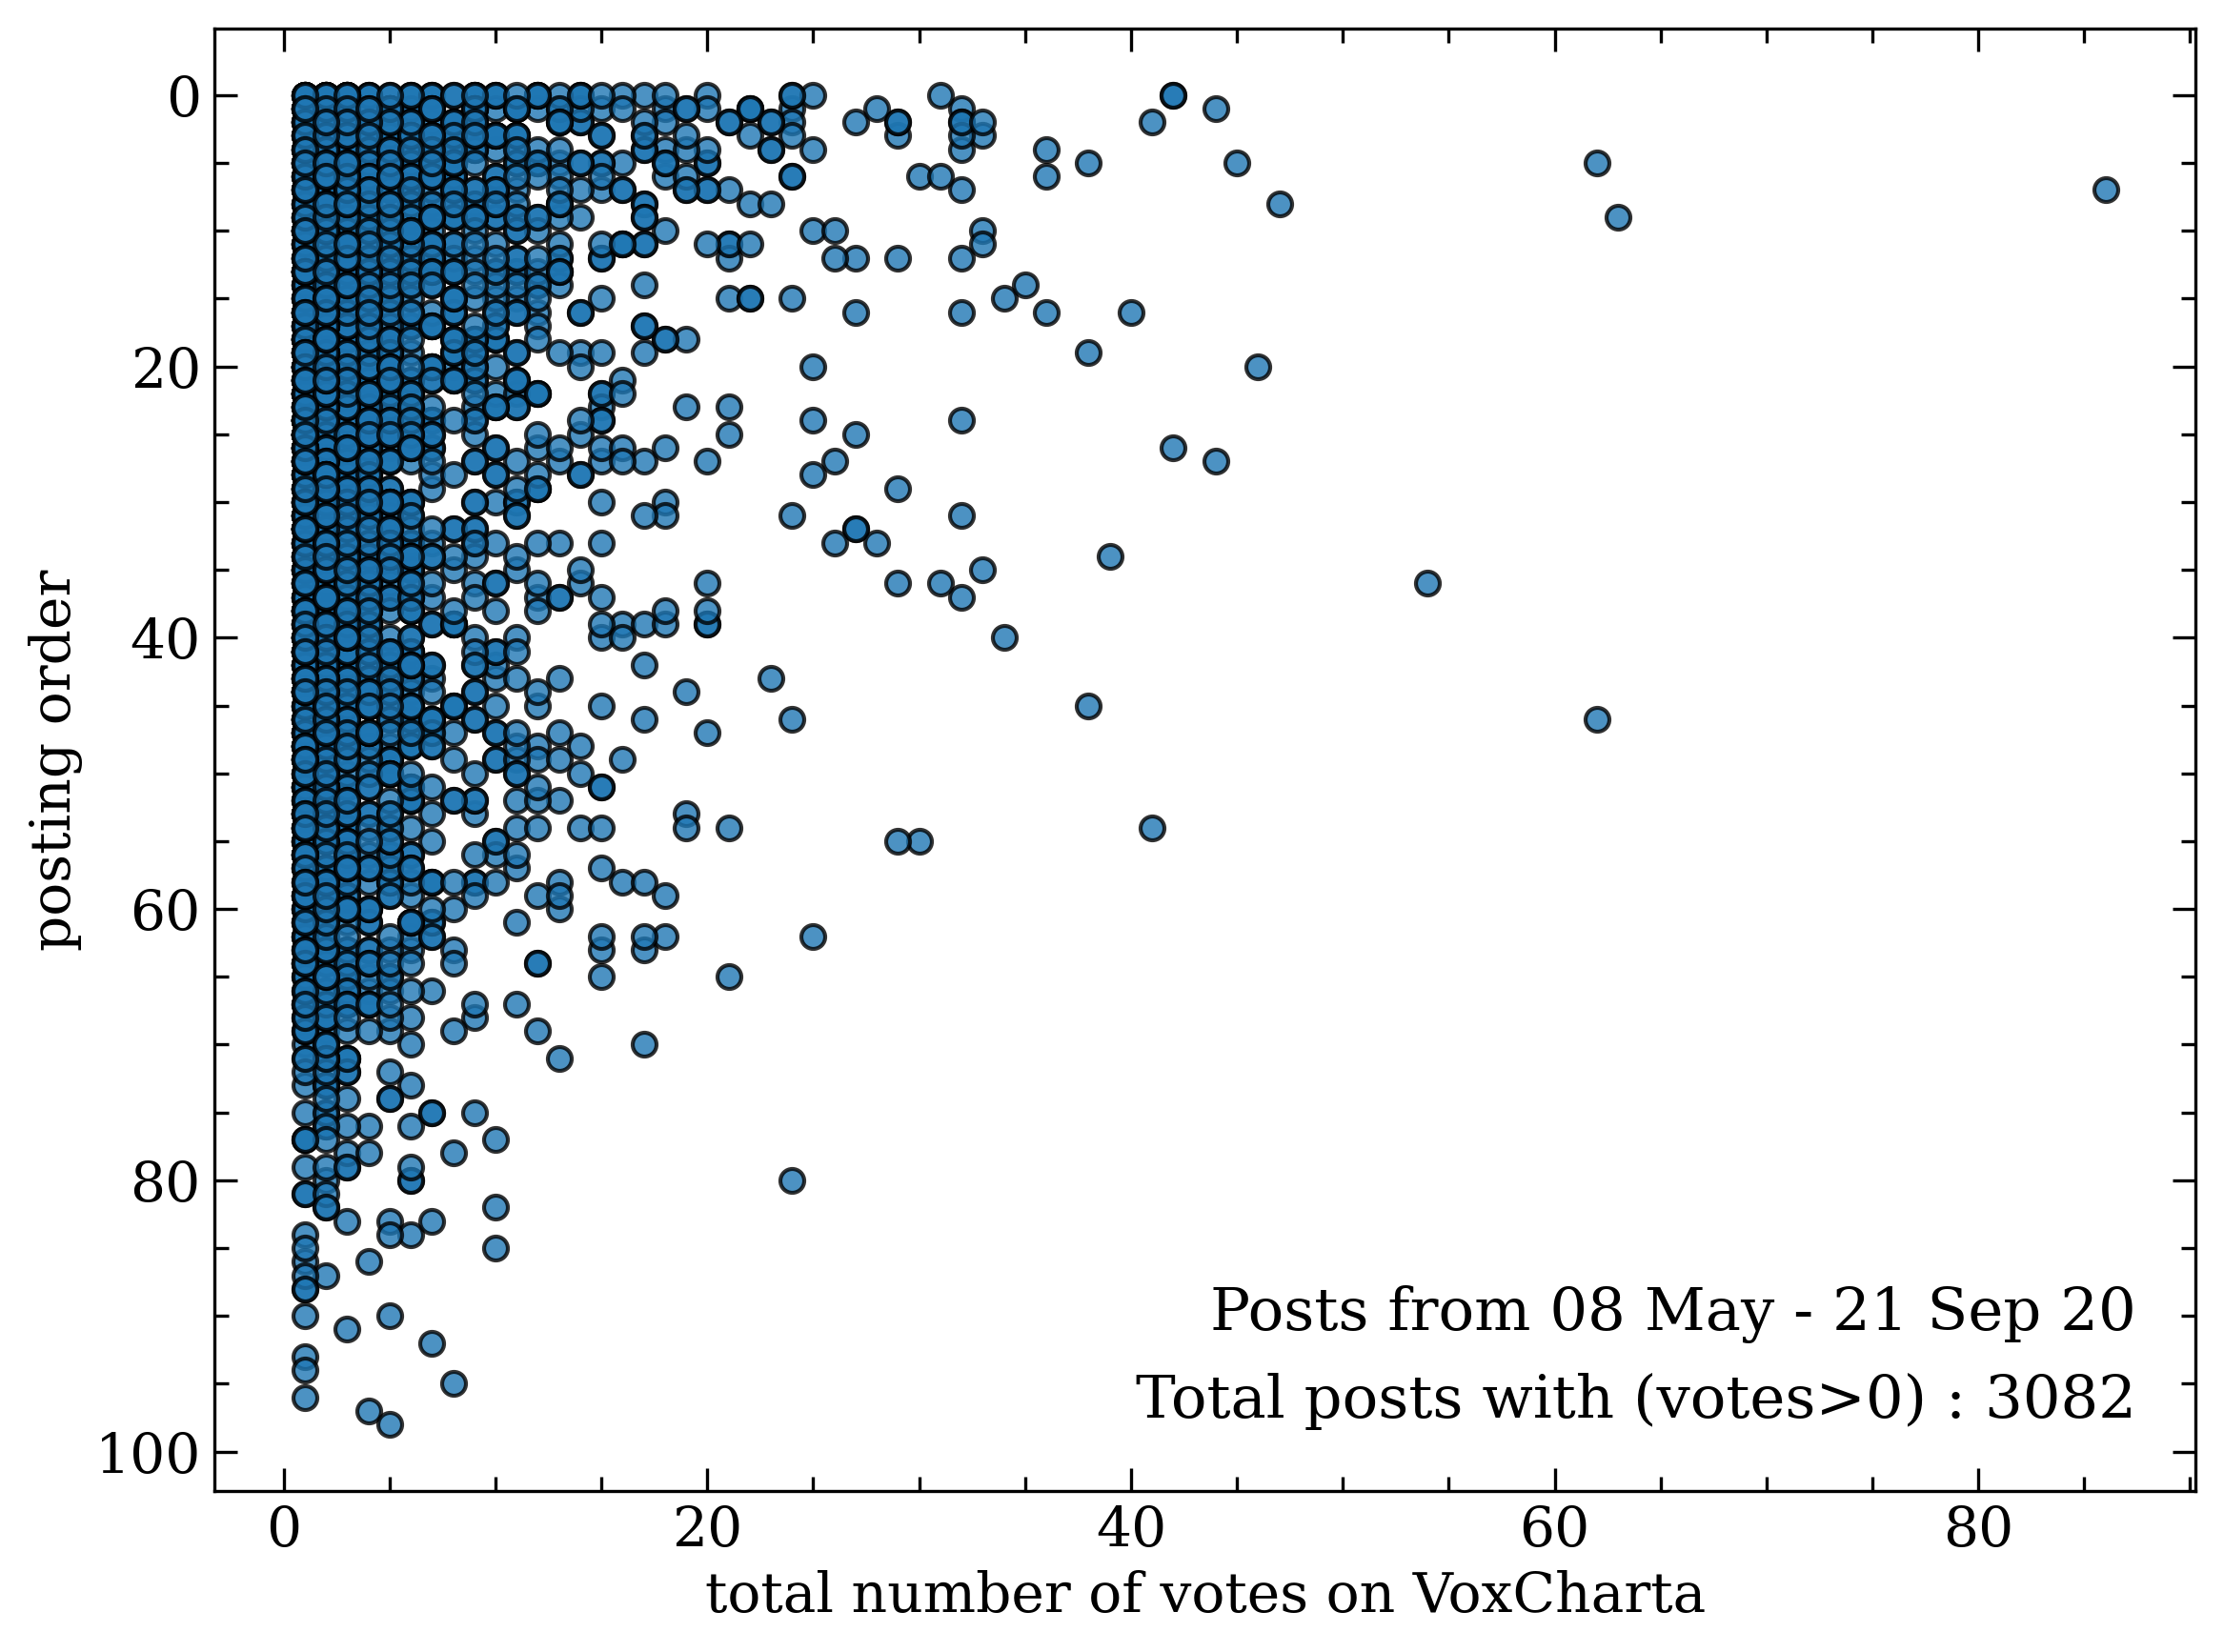 0
20
40
60
80
100
posting order
Posts from 08 May - 21 Sep 20
Total posts with (votes>0) : 3082
0 20 40 60 80
total number of votes on VoxCharta